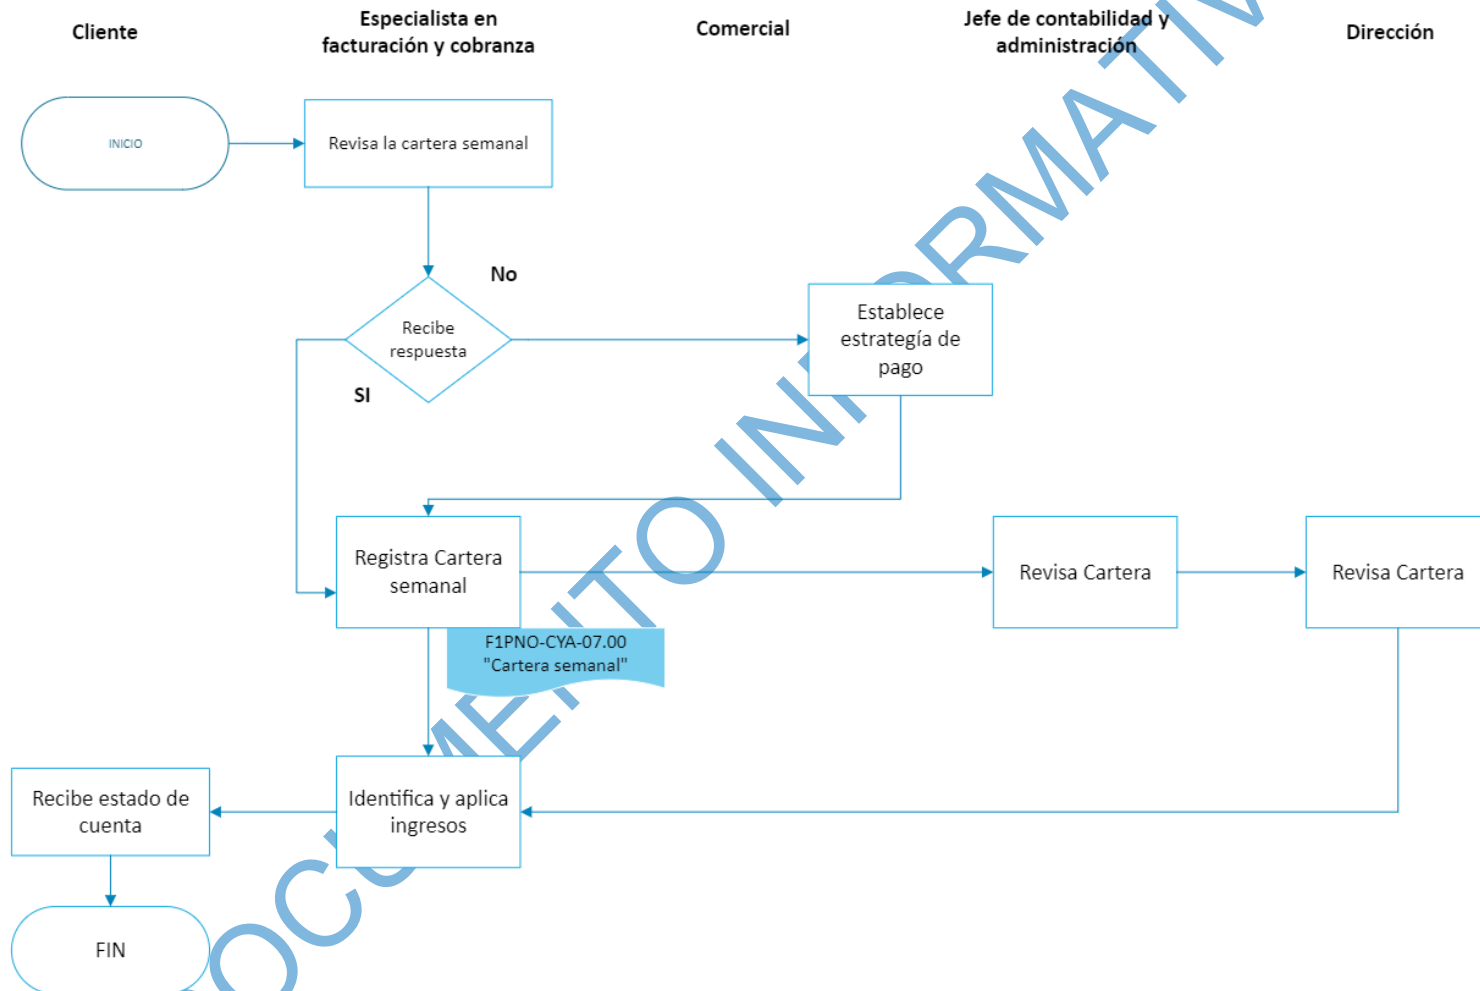 Cliente
Especialista en
facturación y cobranza
Comercial
Jefe de contabilidad y
administración
Dirección
INICIO
Revisa la cartera semanal
No
Recibe
respuesta
SI
Establece
estrategía de
pago
Registra Cartera
semanal
Revisa Cartera
Revisa Cartera
F1PNO-CYA-07.00
"Cartera semanal"
Recibe estado de
cuenta
Identifica y aplica
ingresos
FIN
DOCUMENTO INFORMATIV